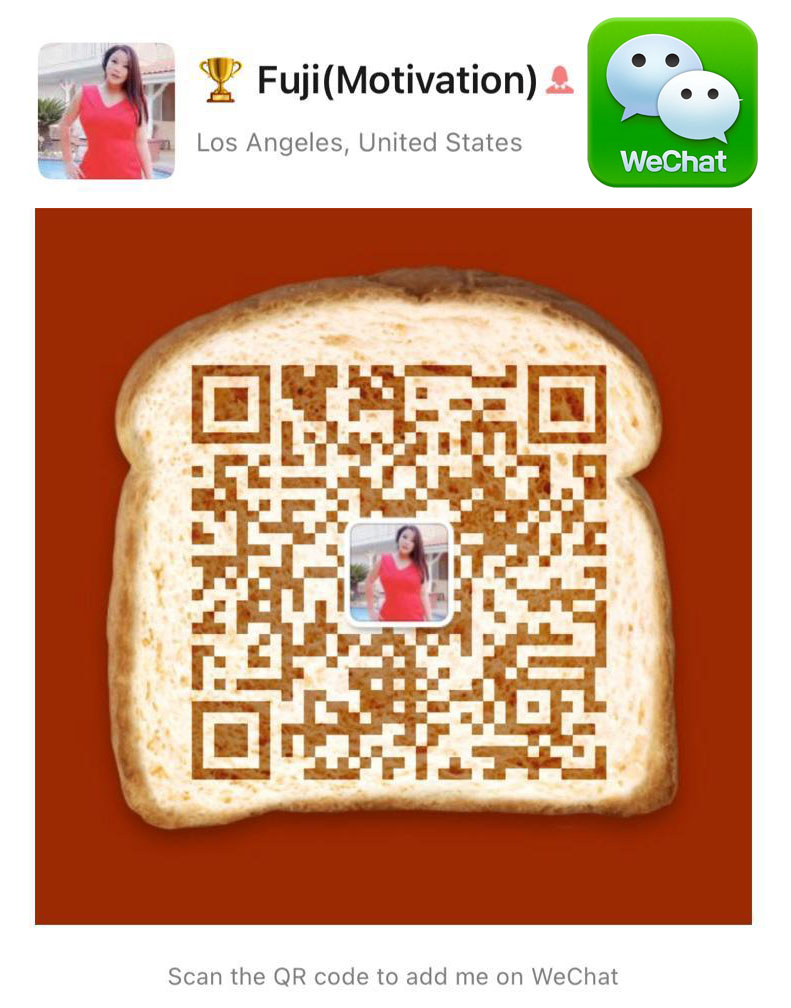 🏆 Fuji(Motivation)
Los Angeles, United States
WeChat
Scan the QR code to add me on WeChat